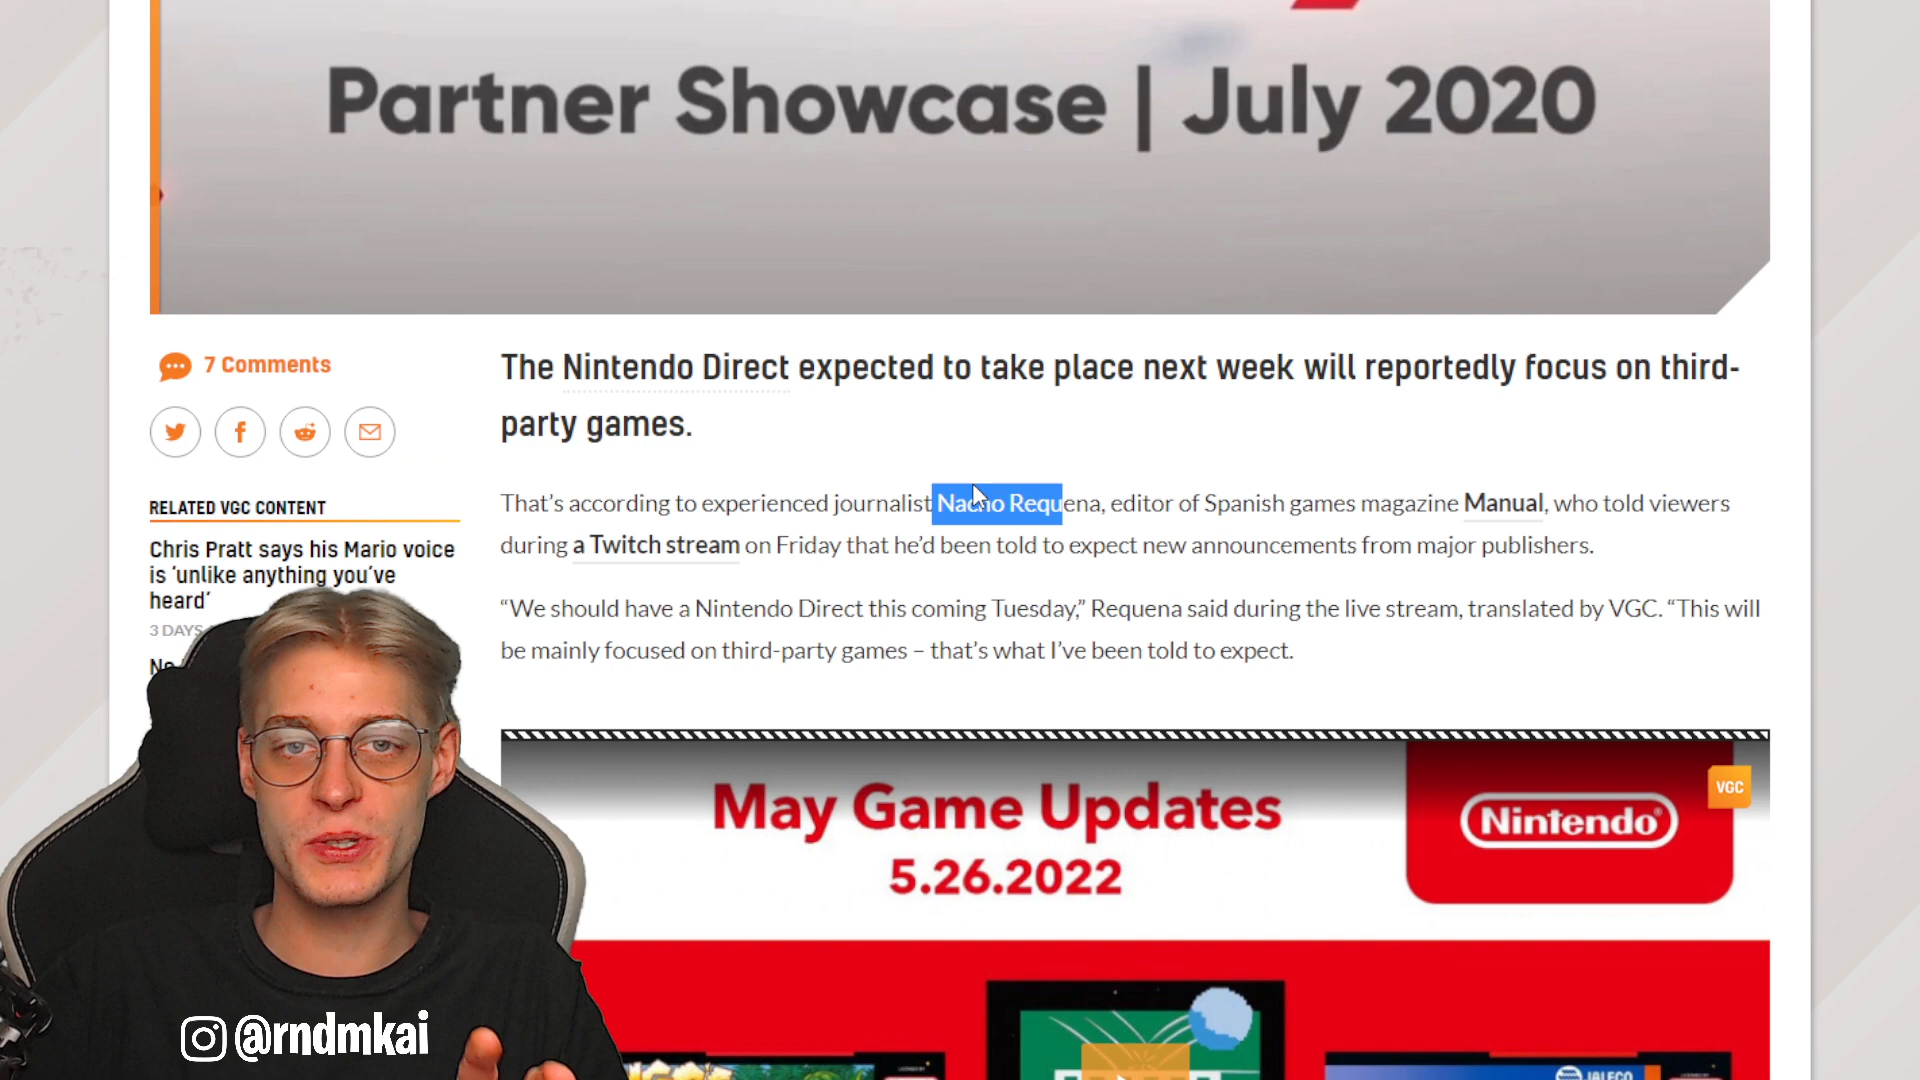 Partner Showcase | July 2020
7 Comments
The Nintendo Direct expected to take place next week will reportedly focus on third-
party games.
That’s according to experienced journalist Nacho Requena, editor of Spanish games magazine Manual, who told viewers
during a Twitch stream on Friday that he’d been told to expect new announcements from major publishers.
“We should have a Nintendo Direct this coming Tuesday,” Requena said during the live stream, translated by VGC. “This will
be mainly focused on third-party games – that’s what I’ve been told to expect.
RELATED VGC CONTENT
Chris Pratt says his Mario voice
is ‘unlike anything you’ve
heard’
3 DAYS
May Game Updates
5.26.2022
Nintendo
VGC
JALECO
@rndmkai